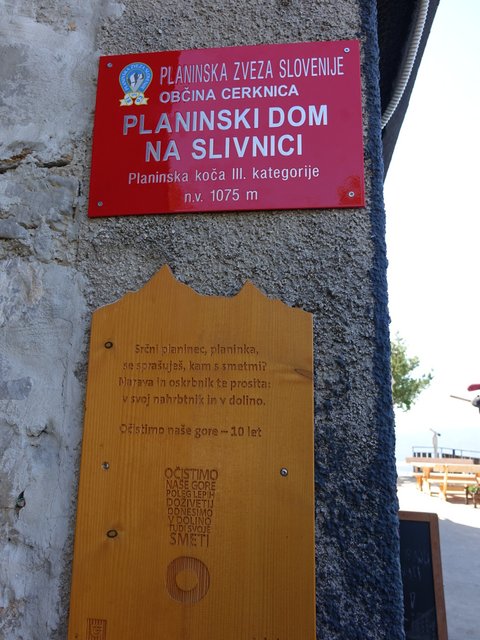 PLANINSKA ZVEZA SLOVENIJE
OBČINA CERKNICA
PLANINSKI DOM
NA SLIVNICI
Planinska koča III. kategorije
n.v. 1075 m
Srčni planinec, planinka,
se sprašuješ, kam s smetmi?
Narava in oskrbnik te prosita:
v svoj nahrbtnik in v dolino.
Očistimo naše gore – 10 let
OČISTIMO
NAŠE GORE
POLEG LEPIH
DOŽIVETIJ
ODNESIMO
V DOLINO
TUDI SVOJE
SMETI